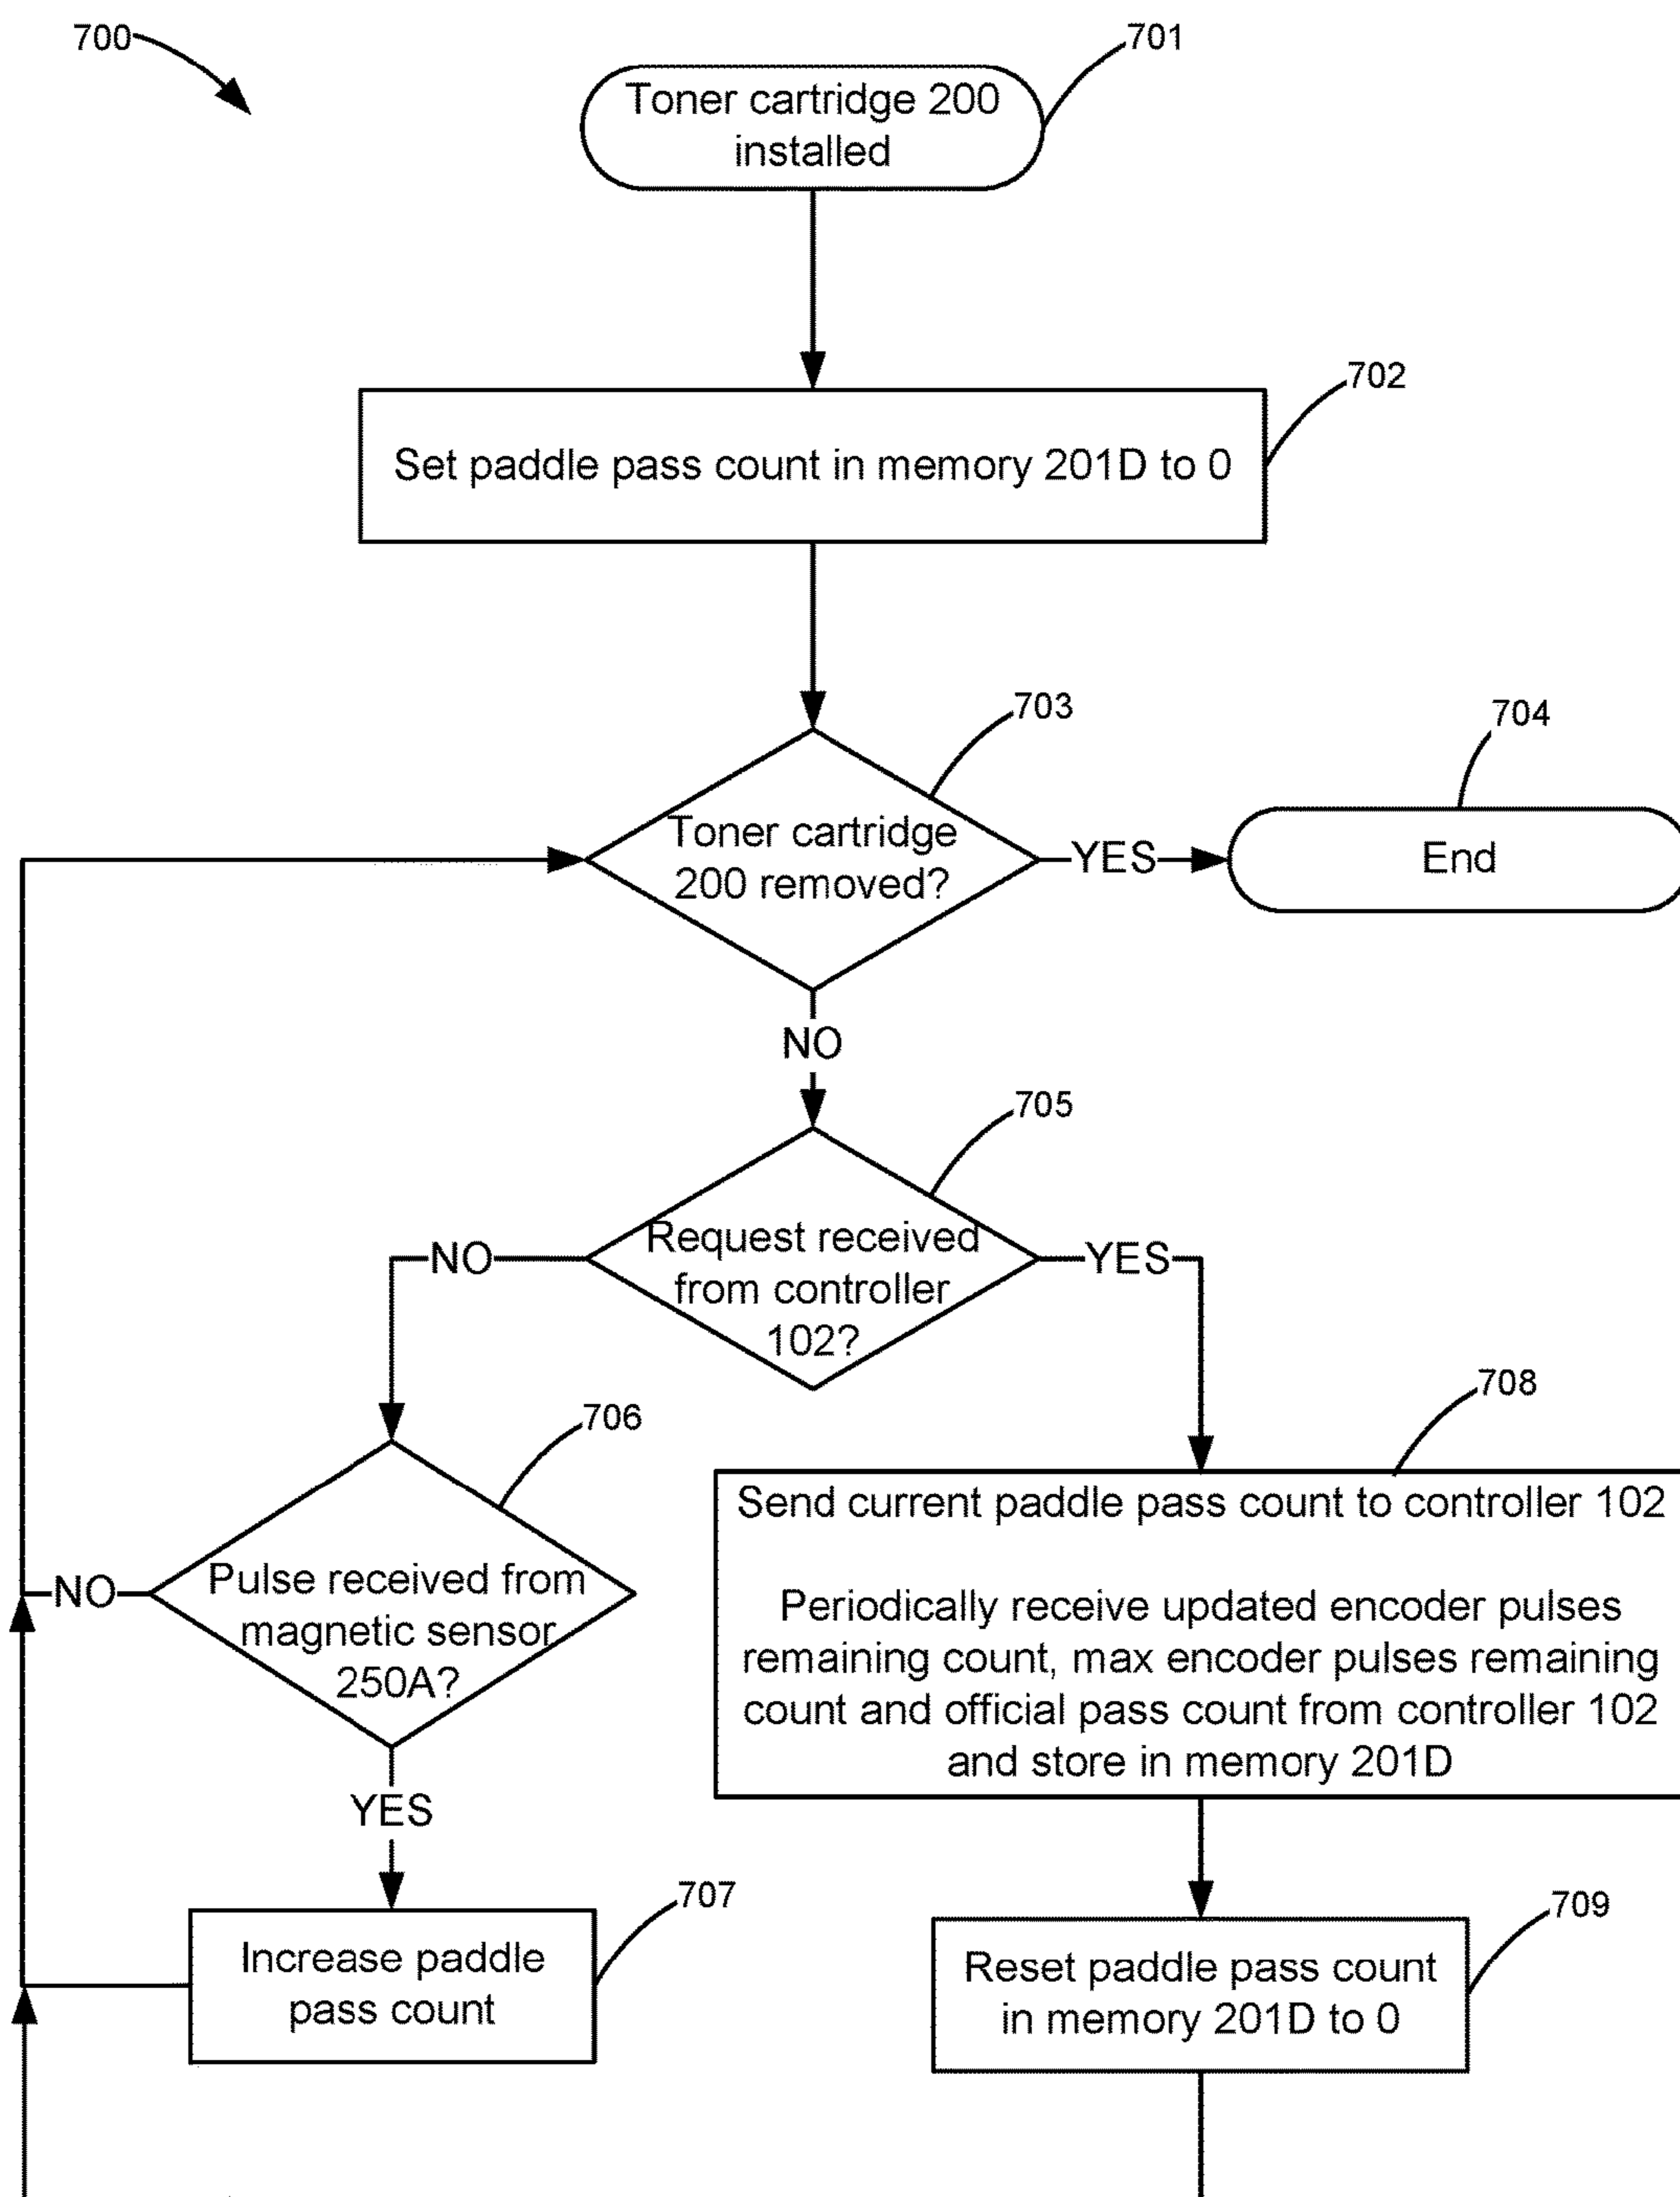 700
701
Toner cartridge 200
installed
702
Set paddle pass count in memory 201D to 0
703
704
Toner cartridge
200 removed?
YES
End
NO
705
Request received
from controller
102?
NO
YES
706
708
Pulse received from
magnetic sensor
250A?
NO
Send current paddle pass count to controller 102
Periodically receive updated encoder pulses
remaining count, max encoder pulses remaining
count and official pass count from controller 102
and store in memory 201D
YES
707
709
Increase paddle
pass count
Reset paddle pass count
in memory 201D to 0